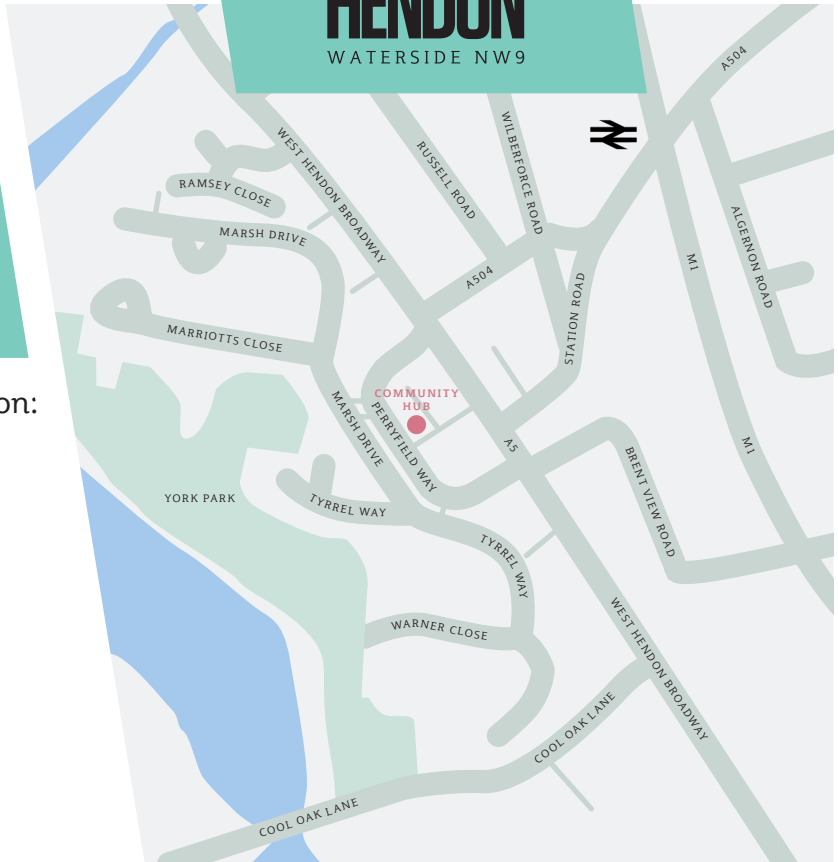 HENDON
WATERSIDE NW9
A504
WEST HENDON BROADWAY
RUSSELL ROAD
WILBERFORCE ROAD
RAMSEY CLOSE
MARSH DRIVE
ALGERNON ROAD
M1
A504
STATION ROAD
MARRIOTTS CLOSE
on:
COMMUNITY
HUB
MARSH DRIVE
PERRYFIELD WAY
A5
M1
BRENT VIEW ROAD
YORK PARK
TYRREL WAY
TYRREL WAY
WARNER CLOSE
WEST HENDON BROADWAY
COOL OAK LANE
COOL OAK LANE